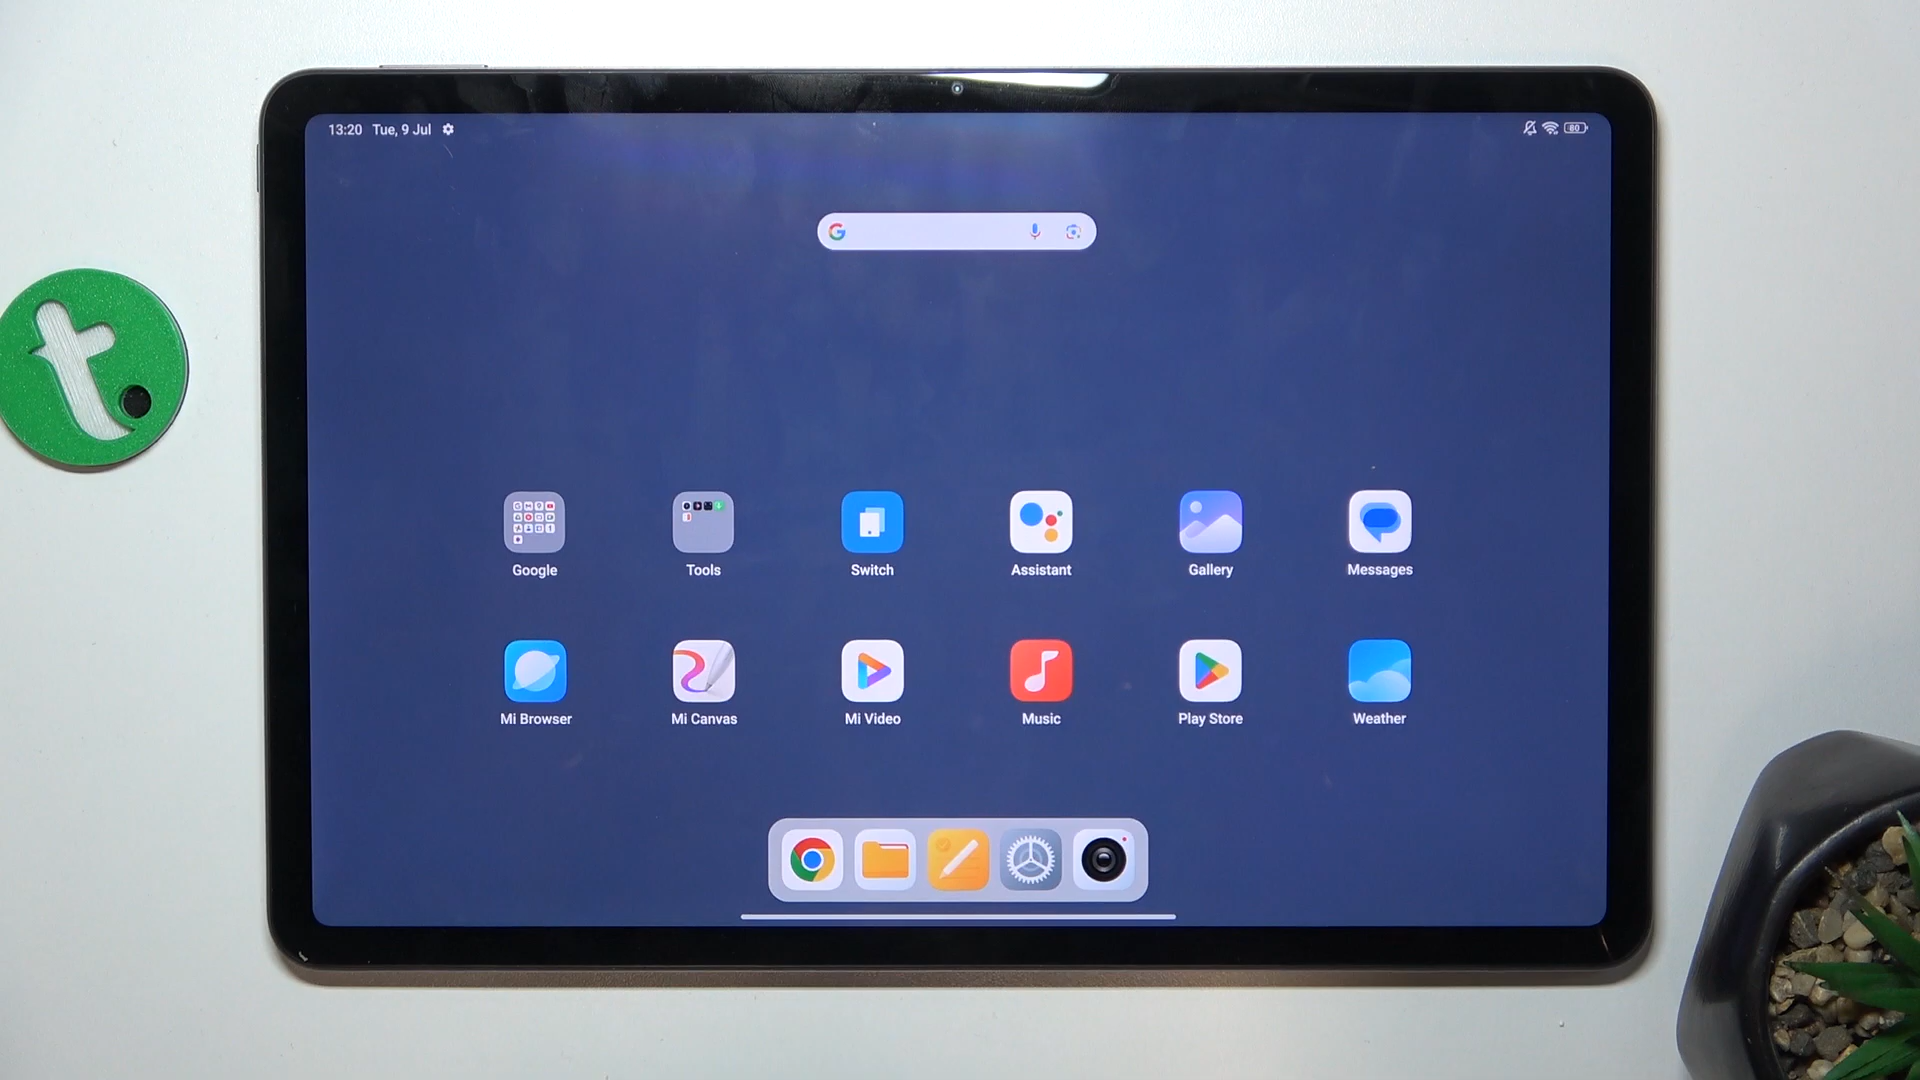 13:20 Tue, 9 Jul
80
Google Tools Switch Assistant Gallery Messages
Mi Browser Mi Canvas Mi Video Music Play Store Weather